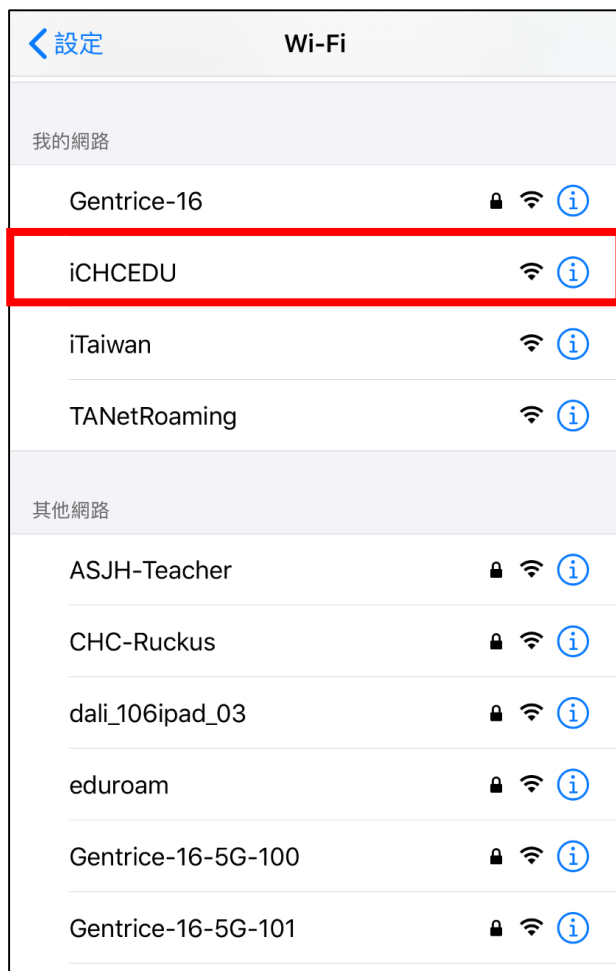 設定 Wi-Fi
我的網路
Gentrice-16
iCHCEDU
iTaiwan
TANetRoaming
其他網路
ASJH-Teacher
CHC-Ruckus
dali_106ipad_03
eduroam
Gentrice-16-5G-100
Gentrice-16-5G-101